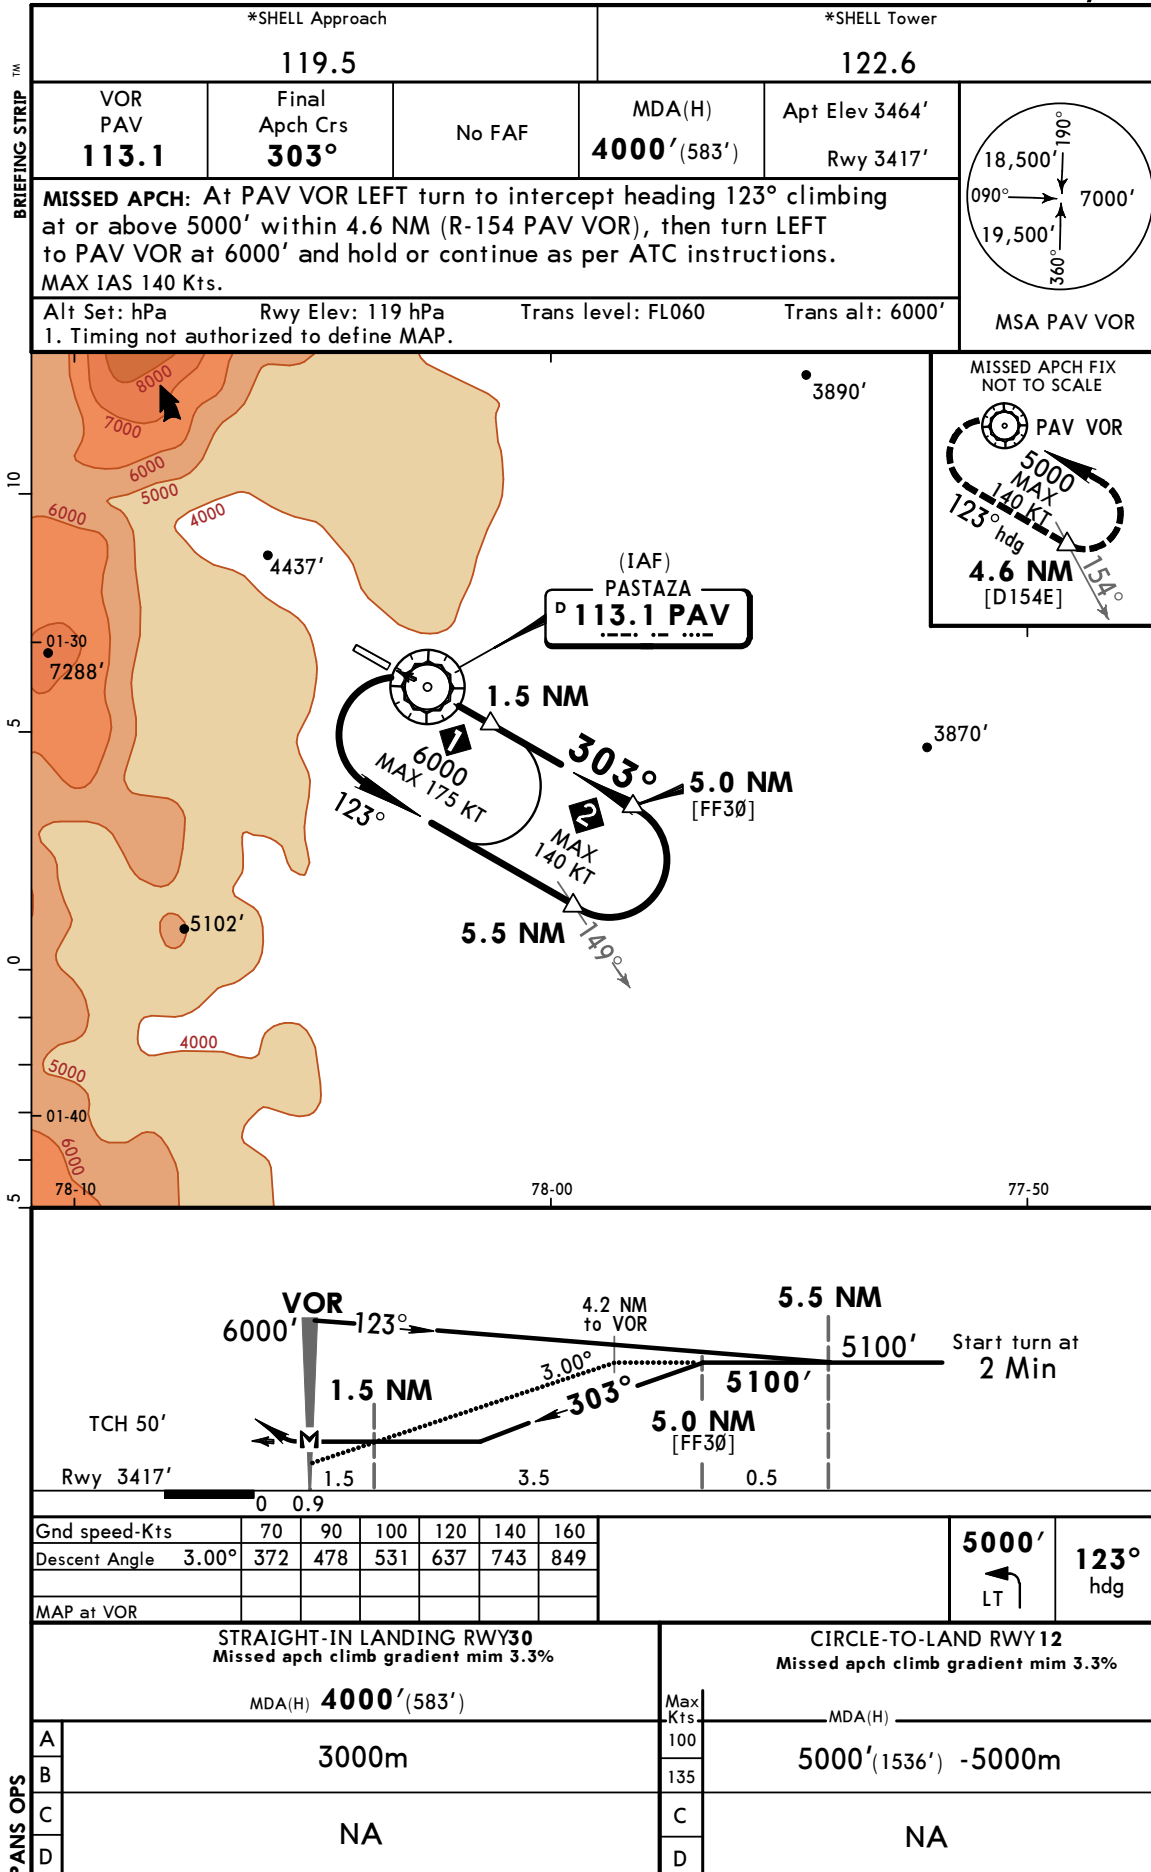 *SHELL Approach
119.5
*SHELL Tower
122.6
BRIEFING STRIP TM
VOR
PAV
113.1
Final
Apch Crs
303°
No FAF
MDA(H)
4000'(583')
Apt Elev 3464'
Rwy 3417'
MISSED APCH: At PAV VOR LEFT turn to intercept heading 123° climbing
at or above 5000' within 4.6 NM (R-154 PAV VOR), then turn LEFT
to PAV VOR at 6000' and hold or continue as per ATC instructions.
MAX IAS 140 Kts.
Alt Set: hPa Rwy Elev: 119 hPa Trans level: FL060 Trans alt: 6000'
1. Timing not authorized to define MAP.
190°
18,500'
090°
7000'
19,500'
360°
MSA PAV VOR
8000
7000
6000
5000
4000
6000
3890'
4437'
MISSED APCH FIX
NOT TO SCALE
PAV VOR
5000
MAX
140 KT
123° hdg
4.6 NM
[D154E]
154°
10
(IAF)
PASTAZA
D 113.1 PAV
01-30
7288'
1.5 NM
1
6000
MAX 175 KT
303°
5.0 NM
[FF30]
3870'
123°
2
MAX
140 KT
5
5102'
5.5 NM
149°
0
4000
5000
01-40
6000
5
78-10
78-00
77-50
VOR
6000'
123°
4.2 NM
to VOR
5.5 NM
5100'
Start turn at
2 Min
3.00°
303°
5100'
1.5 NM
5.0 NM
[FF30]
TCH 50'
M
Rwy 3417'
1.5
3.5
0.5
0 0.9
Gnd speed-Kts 70 90 100 120 140 160
Descent Angle 3.00° 372 478 531 637 743 849
MAP at VOR
5000'
LT
123°
hdg
STRAIGHT-IN LANDING RWY30
Missed apch climb gradient mim 3.3%
MDA(H) 4000'(583')
CIRCLE-TO-LAND RWY 12
Missed apch climb gradient mim 3.3%
Max
Kts
MDA(H)
A
B
3000m
100
135
5000'(1536') -5000m
C
D
NA
C
D
NA
PANS OPS